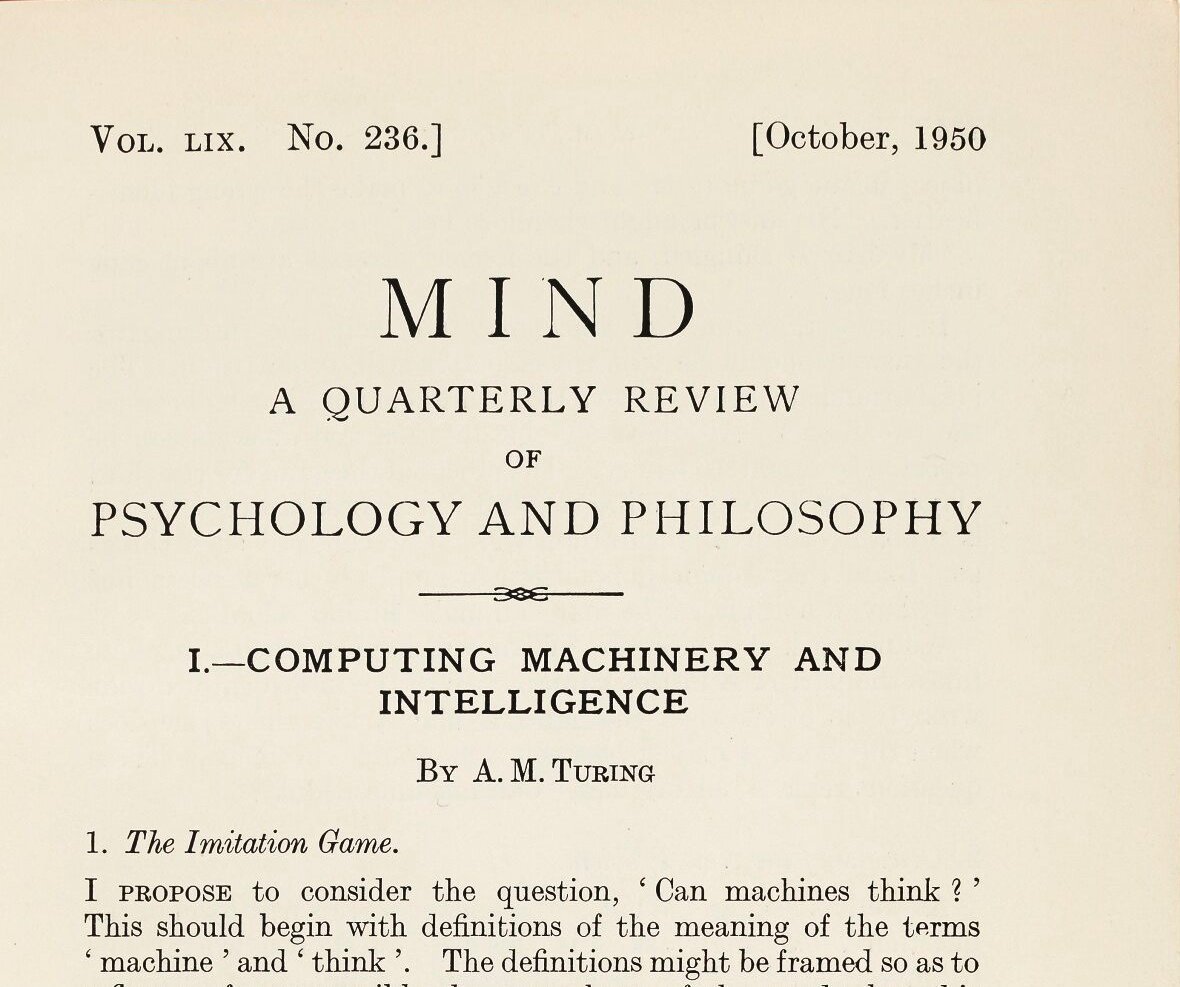 VOL. LIX. No. 236.] [October, 1950
MIND
A QUARTERLY REVIEW
OF
PSYCHOLOGY AND PHILOSOPHY
I.—COMPUTING MACHINERY AND
INTELLIGENCE
BY A. M. TURING
1. The Imitation Game.
I PROPOSE to consider the question, ‘ Can machines think ? ’
This should begin with definitions of the meaning of the terms
‘ machine ’ and ‘ think ’. The definitions might be framed so as to